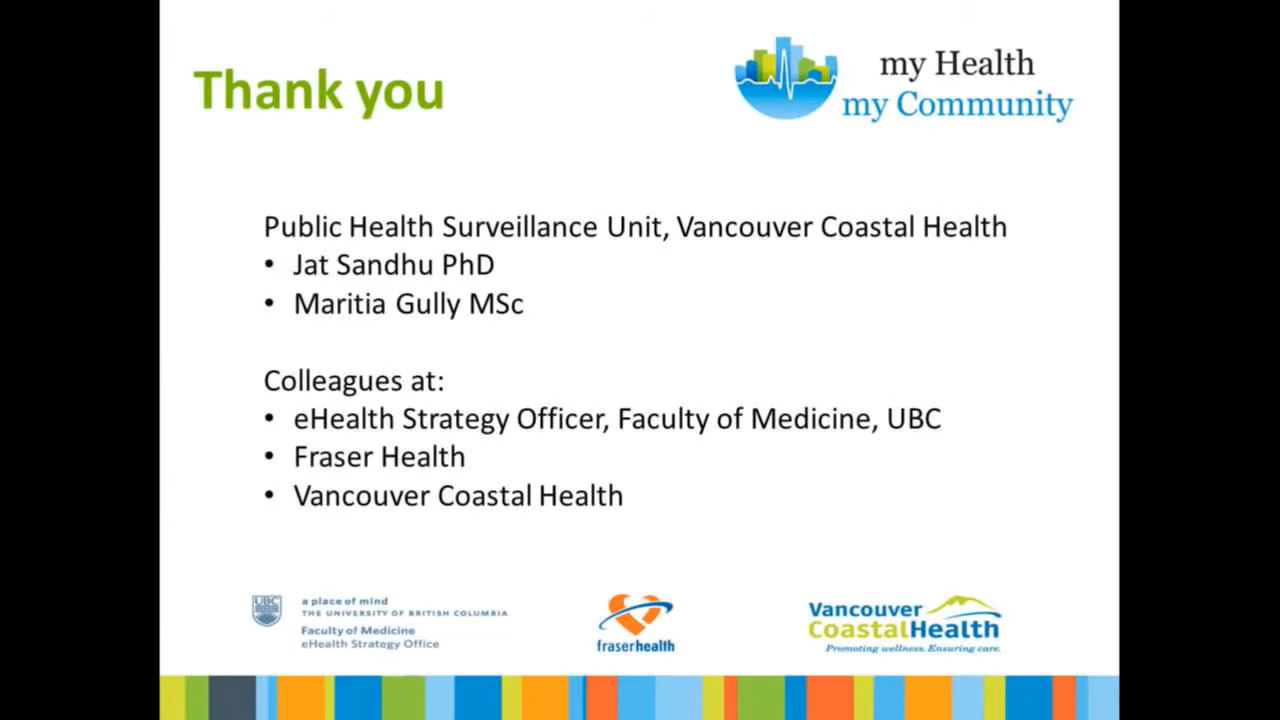 Thank you
my Health
my Community
Public Health Surveillance Unit, Vancouver Coastal Health
• Jat Sandhu PhD
• Maritia Gully MSc
Colleagues at:
• eHealth Strategy Officer, Faculty of Medicine, UBC
• Fraser Health
• Vancouver Coastal Health
UBC
a place of mind
THE UNIVERSITY OF BRITISH COLUMBIA
Faculty of Medicine
eHealth Strategy Office
fraserhealth
Vancouver
CoastalHealth
Promoting wellness. Ensuring care.